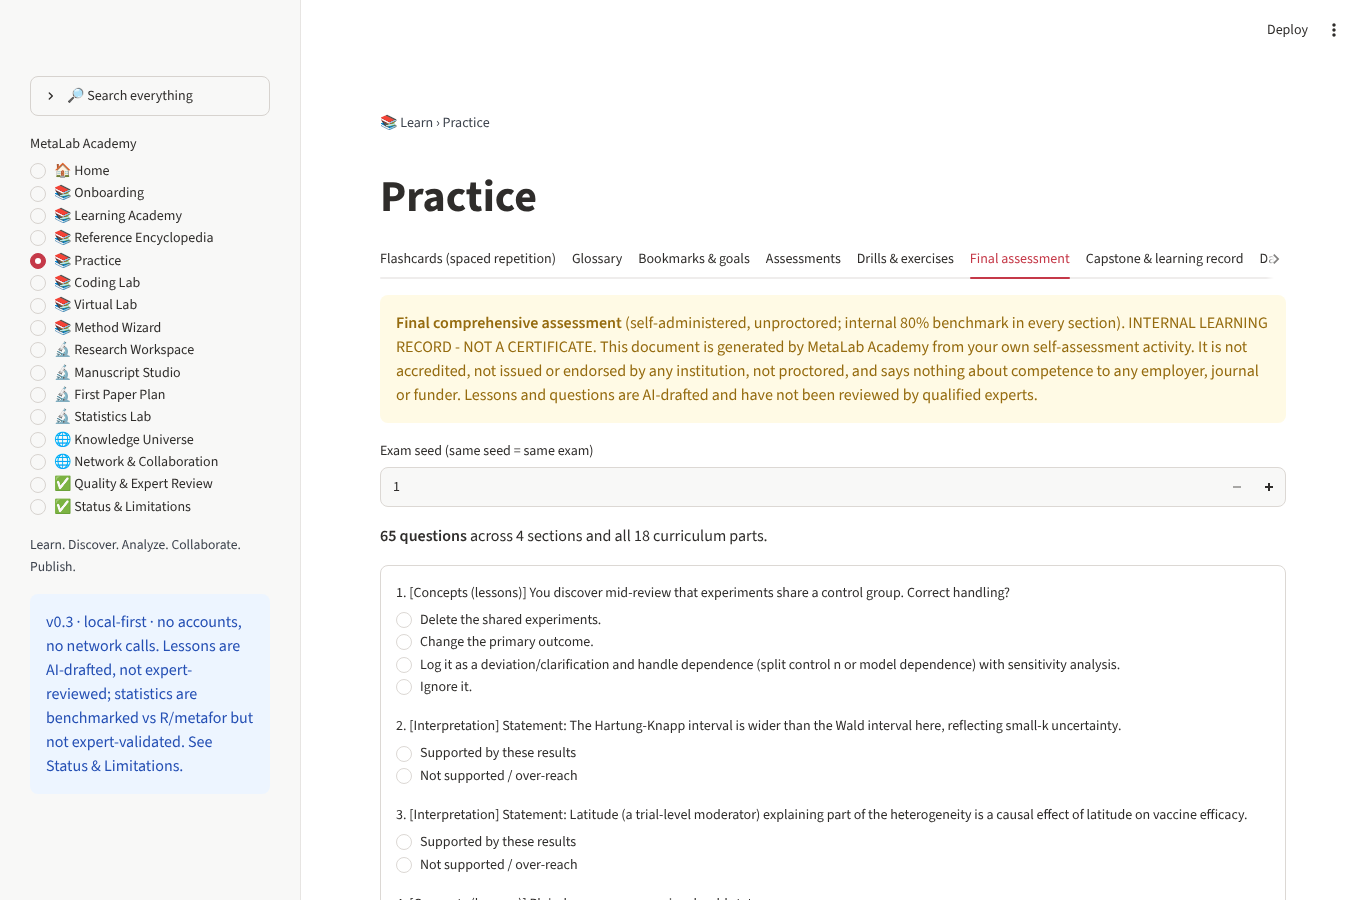 Deploy
🔎 Search everything
MetaLab Academy
🏠 Home
📚 Onboarding
📚 Learning Academy
📚 Reference Encyclopedia
📚 Practice
📚 Coding Lab
📚 Virtual Lab
📚 Method Wizard
🔬 Research Workspace
🔬 Manuscript Studio
🔬 First Paper Plan
🔬 Statistics Lab
🌐 Knowledge Universe
🌐 Network & Collaboration
✅ Quality & Expert Review
✅ Status & Limitations
Learn. Discover. Analyze. Collaborate.
Publish.
v0.3 · local-first · no accounts,
no network calls. Lessons are
AI-drafted, not expert-
reviewed; statistics are
benchmarked vs R/metafor but
not expert-validated. See
Status & Limitations.
📚 Learn › Practice
Practice
Flashcards (spaced repetition) Glossary Bookmarks & goals Assessments Drills & exercises Final assessment Capstone & learning record
Final comprehensive assessment (self-administered, unproctored; internal 80% benchmark in every section). INTERNAL LEARNING
RECORD - NOT A CERTIFICATE. This document is generated by MetaLab Academy from your own self-assessment activity. It is not
accredited, not issued or endorsed by any institution, not proctored, and says nothing about competence to any employer, journal
or funder. Lessons and questions are AI-drafted and have not been reviewed by qualified experts.
Exam seed (same seed = same exam)
1
65 questions across 4 sections and all 18 curriculum parts.
1. [Concepts (lessons)] You discover mid-review that experiments share a control group. Correct handling?
Delete the shared experiments.
Change the primary outcome.
Log it as a deviation/clarification and handle dependence (split control n or model dependence) with sensitivity analysis.
Ignore it.
2. [Interpretation] Statement: The Hartung-Knapp interval is wider than the Wald interval here, reflecting small-k uncertainty.
Supported by these results
Not supported / over-reach
3. [Interpretation] Statement: Latitude (a trial-level moderator) explaining part of the heterogeneity is a causal effect of latitude on vaccine efficacy.
Supported by these results
Not supported / over-reach